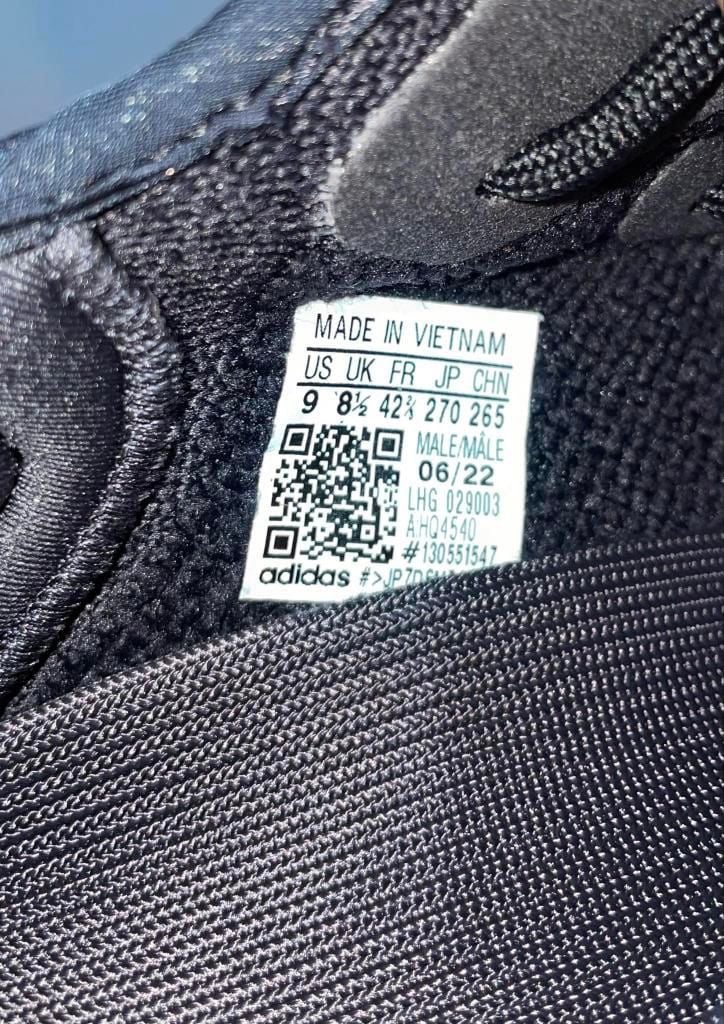 MADE IN VIETNAM
US UK FR JP CHN
9 8½ 42⅔ 270 265
MALE/MÂLE
06/22
LHG 029003
A:HQ4540
#130551547
adidas